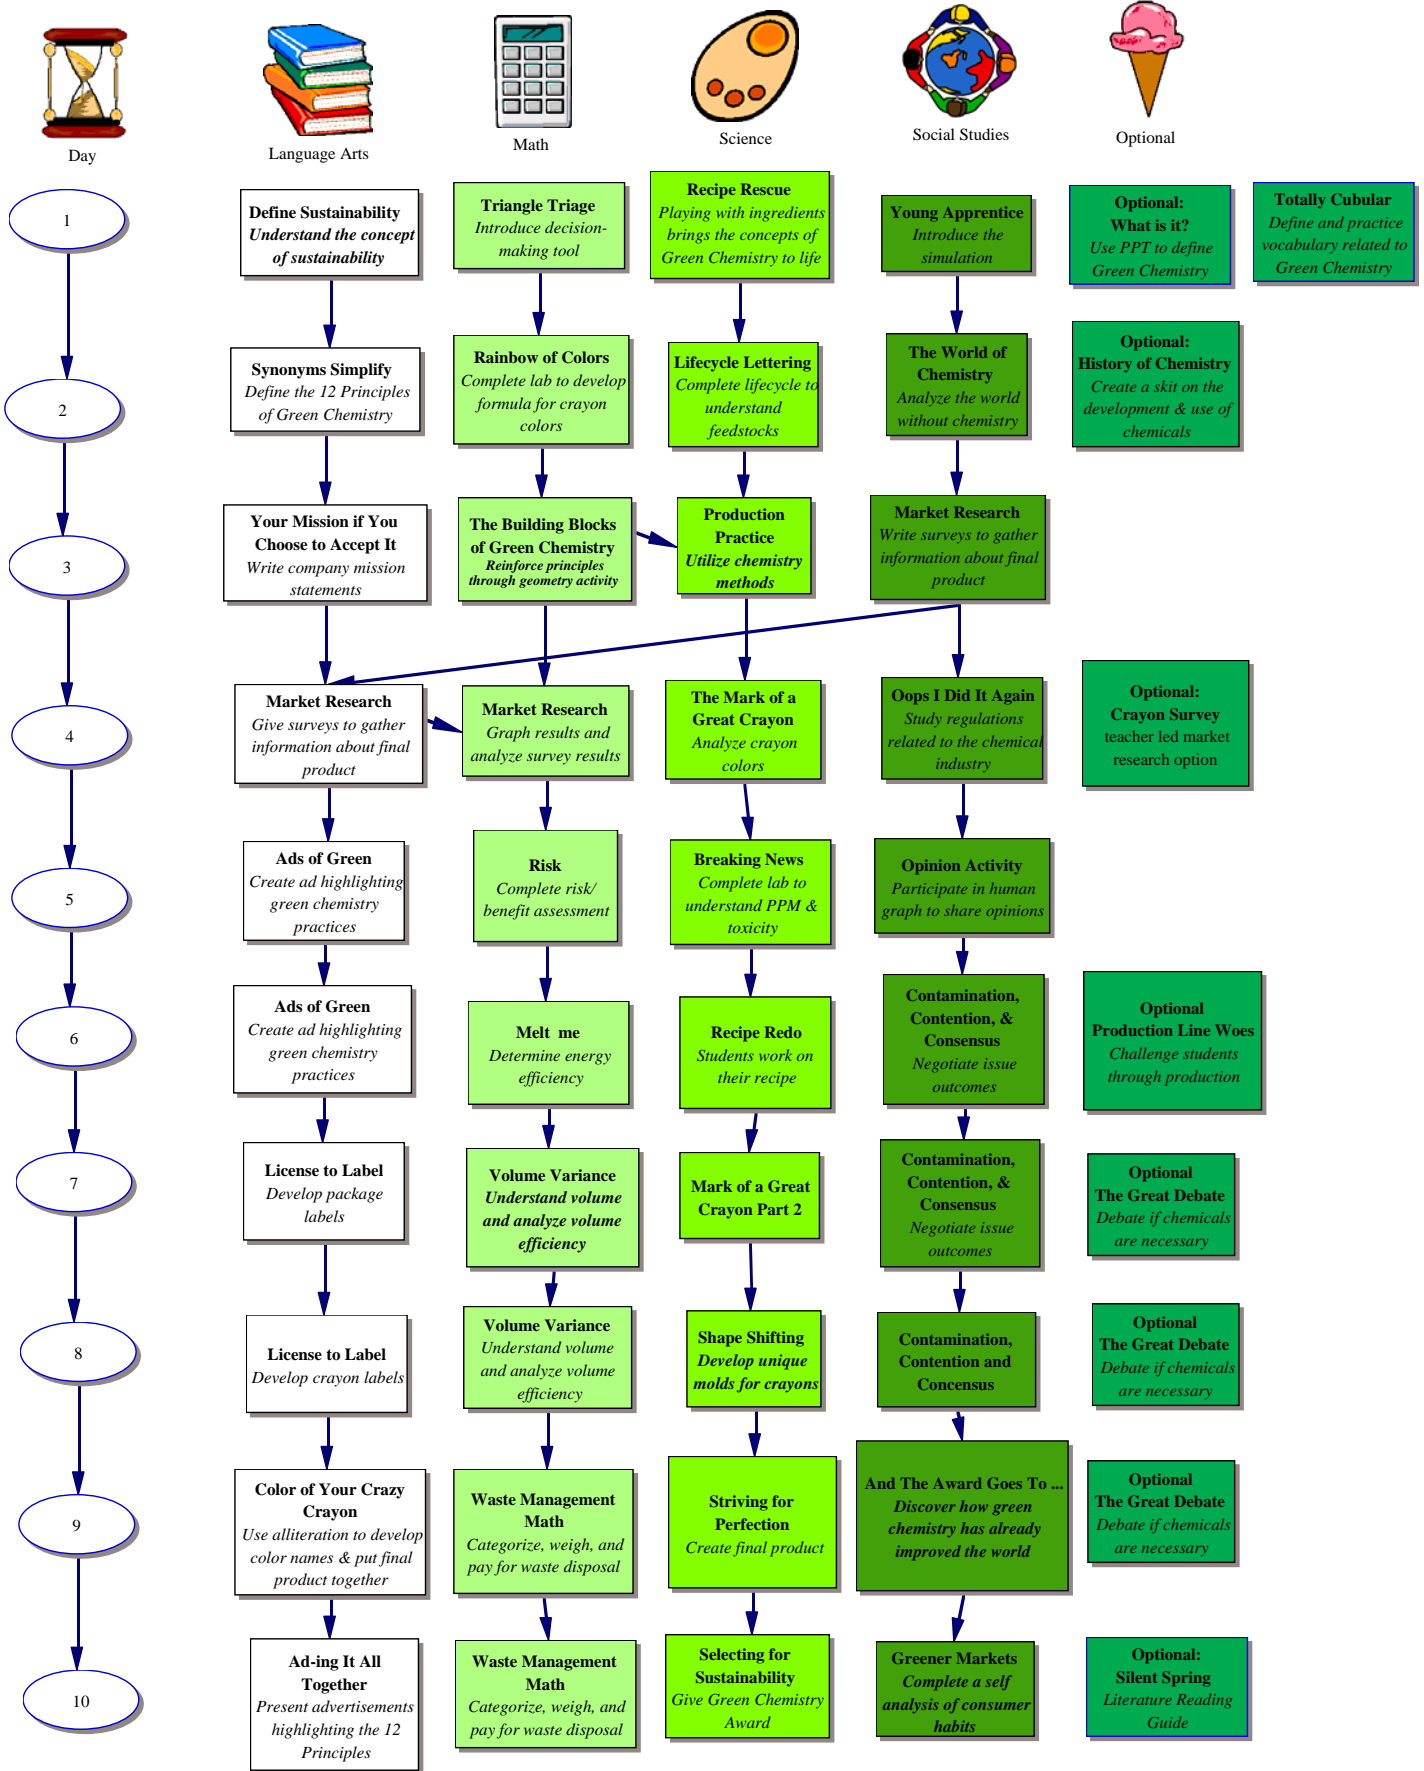 Day
Language Arts
Math
Science
Social Studies
Optional
1
Define Sustainability
Understand the concept
of sustainability
Triangle Triage
Introduce decision-
making tool
Recipe Rescue
Playing with ingredients
brings the concepts of
Green Chemistry to life
Young Apprentice
Introduce the
simulation
Optional:
What is it?
Use PPT to define
Green Chemistry
Totally Cubular
Define and practice
vocabulary related to
Green Chemistry
2
Synonyms Simplify
Define the 12 Principles
of Green Chemistry
Rainbow of Colors
Complete lab to develop
formula for crayon
colors
Lifecycle Lettering
Complete lifecycle to
understand
feedstocks
The World of
Chemistry
Analyze the world
without chemistry
Optional:
History of Chemistry
Create a skit on the
development & use of
chemicals
3
Your Mission if You
Choose to Accept It
Write company mission
statements
The Building Blocks
of Green Chemistry
Reinforce principles
through geometry activity
Production
Practice
Utilize chemistry
methods
Market Research
Write surveys to gather
information about final
product
4
Market Research
Give surveys to gather
information about final
product
Market Research
Graph results and
analyze survey results
The Mark of a
Great Crayon
Analyze crayon
colors
Oops I Did It Again
Study regulations
related to the chemical
industry
Optional:
Crayon Survey
teacher led market
research option
5
Ads of Green
Create ad highlighting
green chemistry
practices
Risk
Complete risk/
benefit assessment
Breaking News
Complete lab to
understand PPM &
toxicity
Opinion Activity
Participate in human
graph to share opinions
6
Ads of Green
Create ad highlighting
green chemistry
practices
Melt me
Determine energy
efficiency
Recipe Redo
Students work on
their recipe
Contamination,
Contention, &
Consensus
Negotiate issue
outcomes
Optional
Production Line Woes
Challenge students
through production
7
License to Label
Develop package
labels
Volume Variance
Understand volume
and analyze volume
efficiency
Mark of a Great
Crayon Part 2
Contamination,
Contention, &
Consensus
Negotiate issue
outcomes
Optional
The Great Debate
Debate if chemicals
are necessary
8
License to Label
Develop crayon labels
Volume Variance
Understand volume
and analyze volume
efficiency
Shape Shifting
Develop unique
molds for crayons
Contamination,
Contention and
Concensus
Optional
The Great Debate
Debate if chemicals
are necessary
9
Color of Your Crazy
Crayon
Use alliteration to develop
color names & put final
product together
Waste Management
Math
Categorize, weigh, and
pay for waste disposal
Striving for
Perfection
Create final product
And The Award Goes To ...
Discover how green
chemistry has already
improved the world
Optional
The Great Debate
Debate if chemicals
are necessary
10
Ad-ing It All
Together
Present advertisements
highlighting the 12
Principles
Waste Management
Math
Categorize, weigh, and
pay for waste disposal
Selecting for
Sustainability
Give Green Chemistry
Award
Greener Markets
Complete a self
analysis of consumer
habits
Optional:
Silent Spring
Literature Reading
Guide